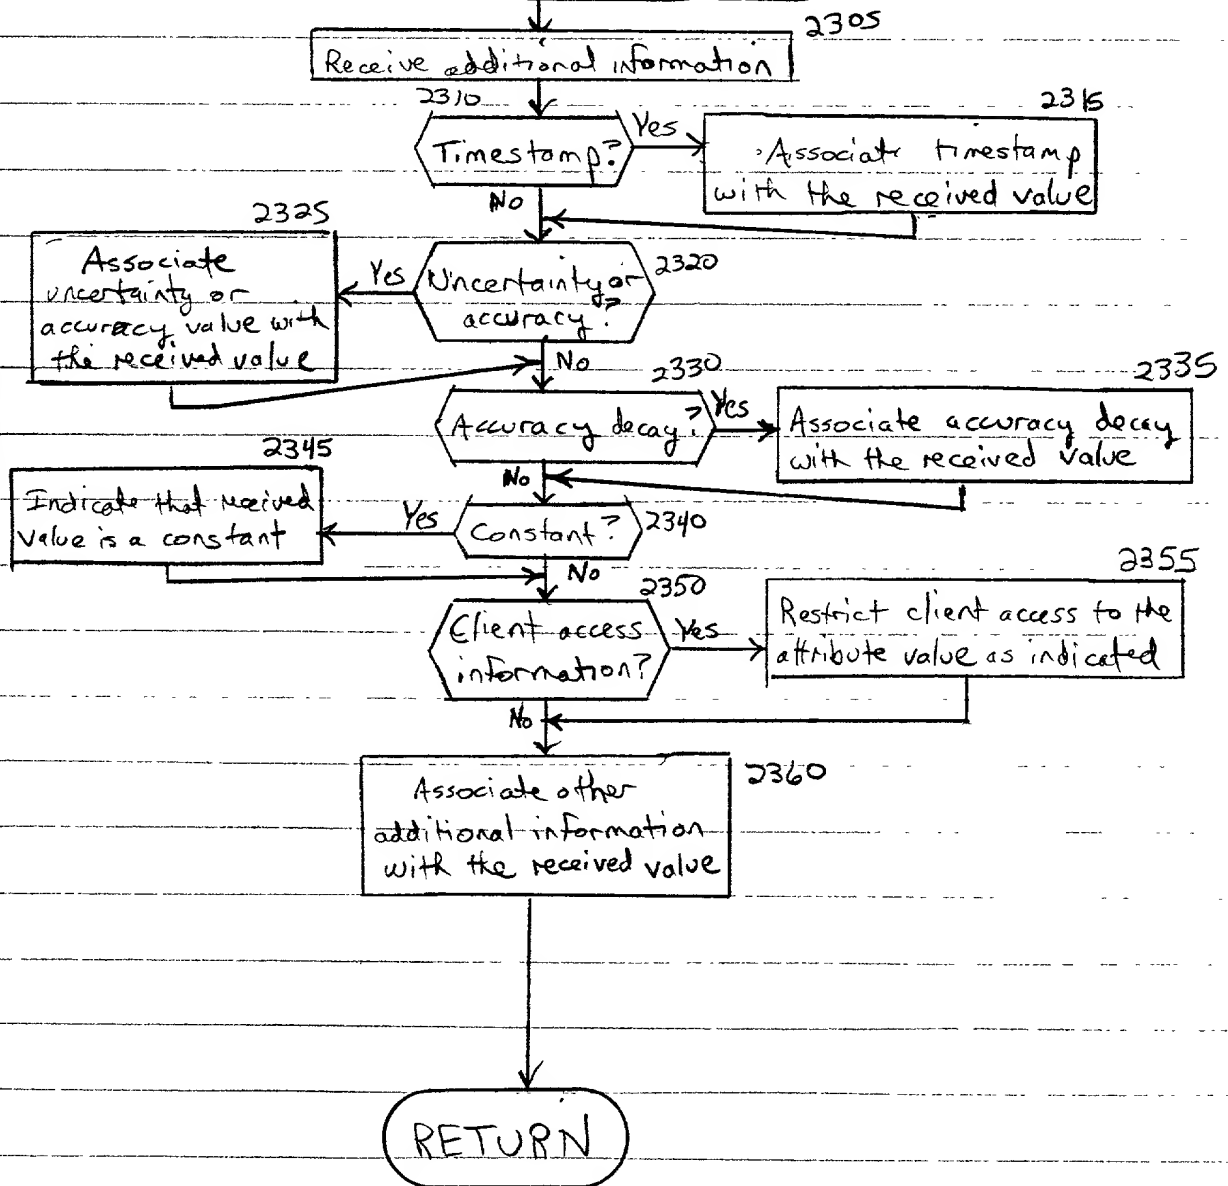 2305
Receive additional information
2310
Timestamp?
Yes
2315
Associate timestamp
with the received value
No
2320
Uncertainty or
accuracy?
Yes
2325
Associate
uncertainty or
accuracy value with
the received value
No
2330
Accuracy decay?
Yes
2335
Associate accuracy decay
with the received value
No
2340
Constant?
Yes
2345
Indicate that received
value is a constant
No
2350
Client access
information?
Yes
2355
Restrict client access to the
attribute value as indicated
No
2360
Associate other
additional information
with the received value
RETURN